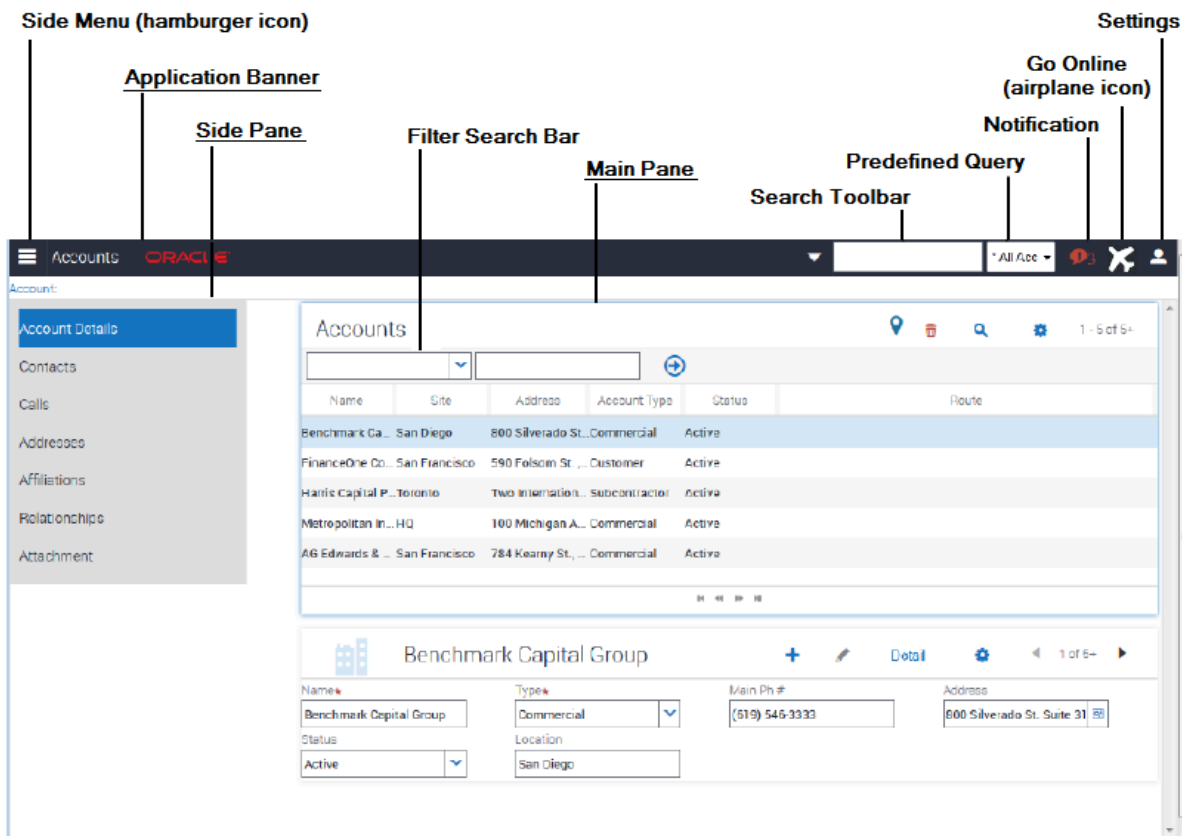 Side Menu (hamburger icon)
Settings
Application Banner
Go Online
(airplane icon)
Side Pane
Filter Search Bar
Notification
Main Pane
Predefined Query
Search Toolbar
Accounts ORACLE * All Acc 3
Account:
Account Details
Contacts
Calls
Addresses
Affiliations
Relationships
Attachment
Accounts 1 - 5 of 5+
Name Site Address Account Type Status Route
Benchmark Ca... San Diego 800 Silverado St... Commercial Active
FinanceOne Co... San Francisco 590 Folsom St ,... Customer Active
Harris Capital P... Toronto Two Internation... Subcontractor Active
Metropolitan In... HQ 100 Michigan A... Commercial Active
AG Edwards & ... San Francisco 784 Kearny St., ... Commercial Active
Benchmark Capital Group Detail 1 of 5+
Name* Type* Main Ph # Address
Benchmark Capital Group Commercial (619) 546-3333 800 Silverado St. Suite 31
Status Location
Active San Diego